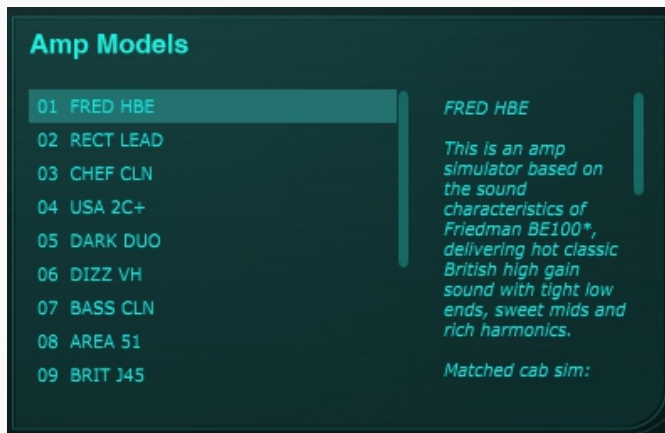 Amp Models
01 FRED HBE
02 RECT LEAD
03 CHEF CLN
04 USA 2C+
05 DARK DUO
06 DIZZ VH
07 BASS CLN
08 AREA 51
09 BRIT J45
FRED HBE
This is an amp
simulator based on
the sound
characteristics of
Friedman BE100*,
delivering hot classic
British high gain
sound with tight low
ends, sweet mids and
rich harmonics.
Matched cab sim: